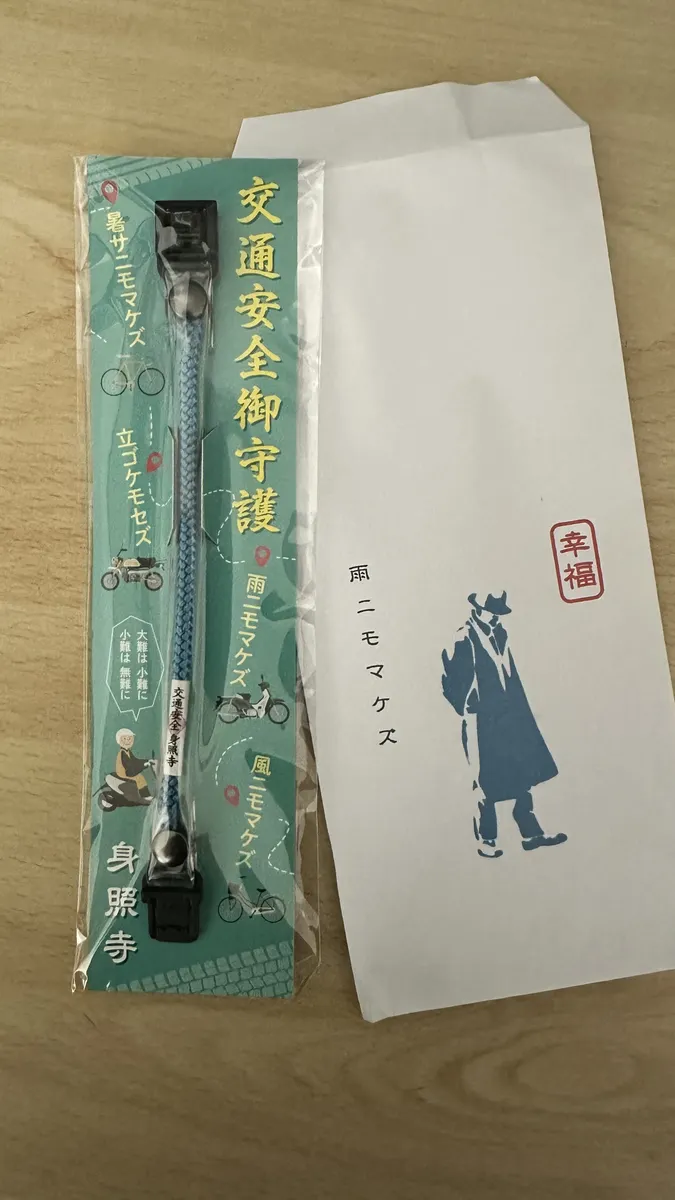 交通安全御守護
雨ニモマケズ
風ニモマケズ
暑サニモマケズ
立ゴケモセズ
大難は小難に
小難は無難に
身照寺
交通安全 身照寺
幸福
雨ニモマケズ